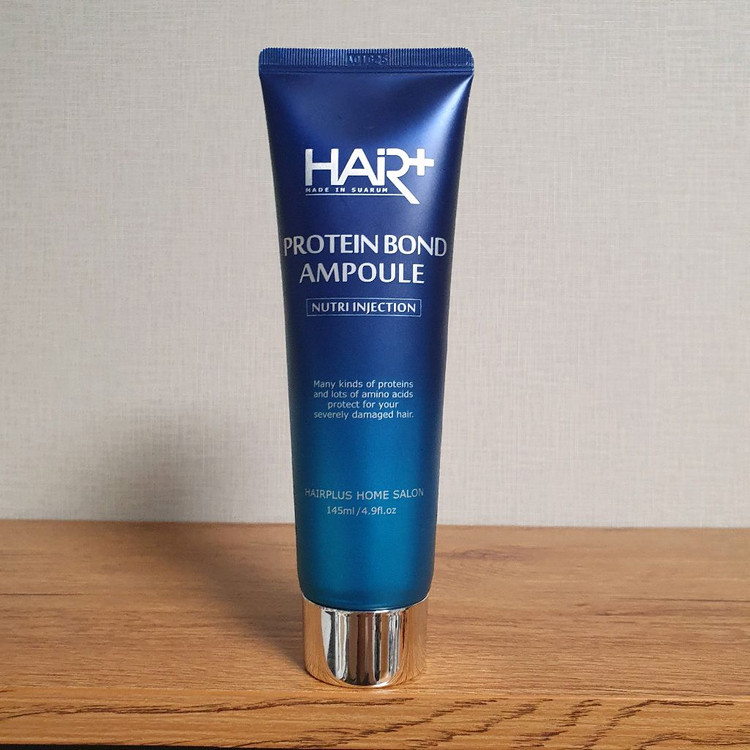 HAIR+
MADE IN SUARUM
PROTEIN BOND
AMPOULE
NUTRI INJECTION
Many kinds of proteins
and lots of amino acids
protect for your
severely damaged hair.
HAIRPLUS HOME SALON
145ml/4.9fl.oz